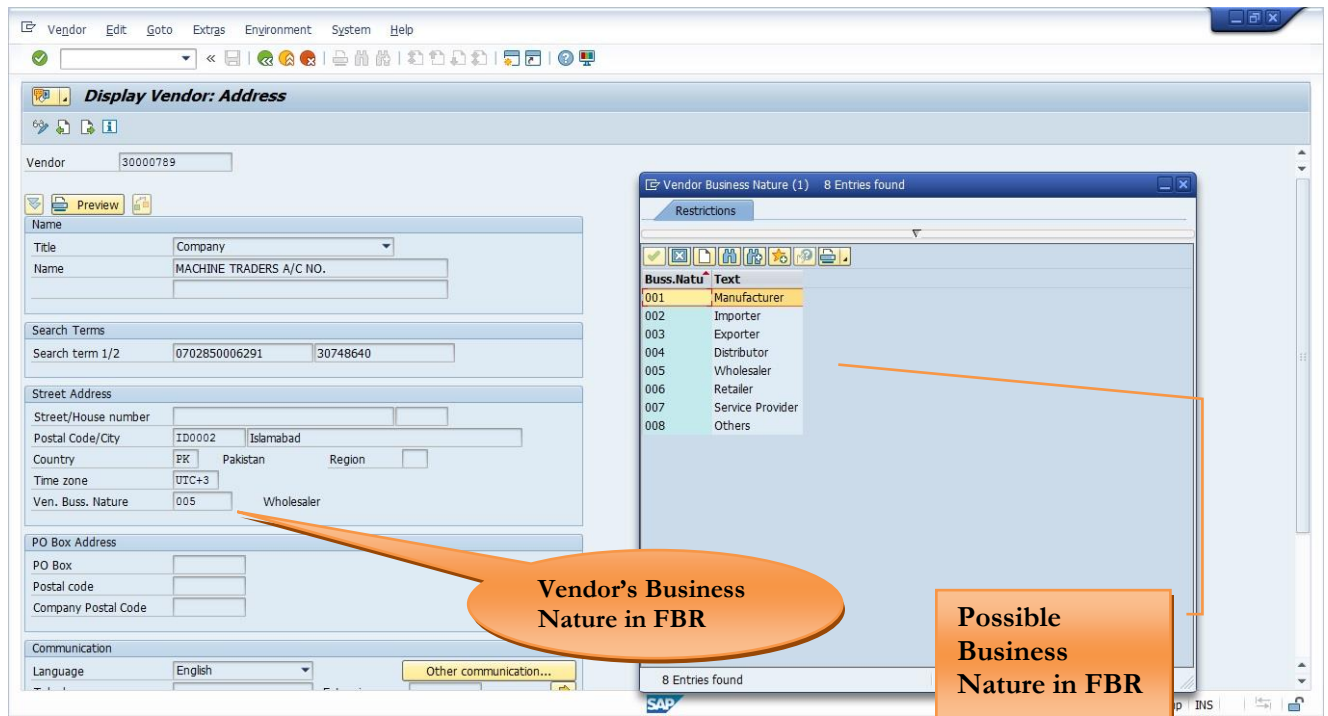 Vendor Edit Goto Extras Environment System Help
Display Vendor: Address
Vendor 30000789
Preview
Name
Title Company
Name MACHINE TRADERS A/C NO.
Search Terms
Search term 1/2 0702850006291 30748640
Street Address
Street/House number
Postal Code/City ID0002 Islamabad
Country PK Pakistan Region
Time zone UTC+3
Ven. Buss. Nature 005 Wholesaler
PO Box Address
PO Box
Postal code
Company Postal Code
Communication
Language English Other communication...
Vendor Business Nature (1) 8 Entries found
Restrictions
Buss.Natu Text
001 Manufacturer
002 Importer
003 Exporter
004 Distributor
005 Wholesaler
006 Retailer
007 Service Provider
008 Others
8 Entries found
Vendor’s Business
Nature in FBR
Possible
Business
Nature in FBR
SAP
INS